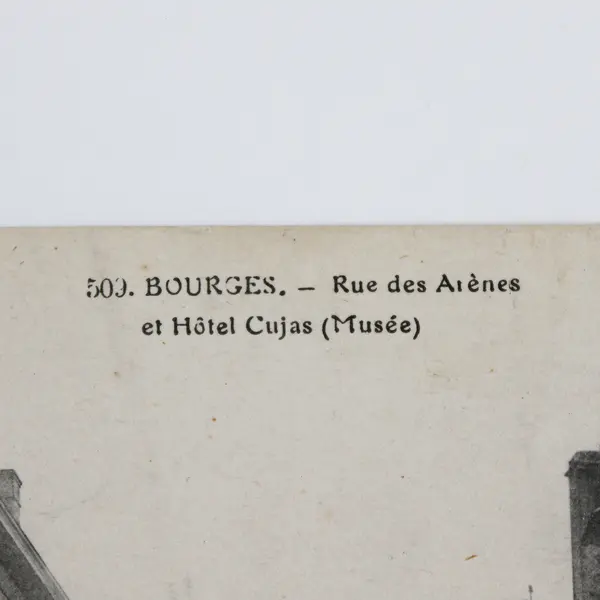 509. BOURGES. – Rue des Arènes
et Hôtel Cujas (Musée)